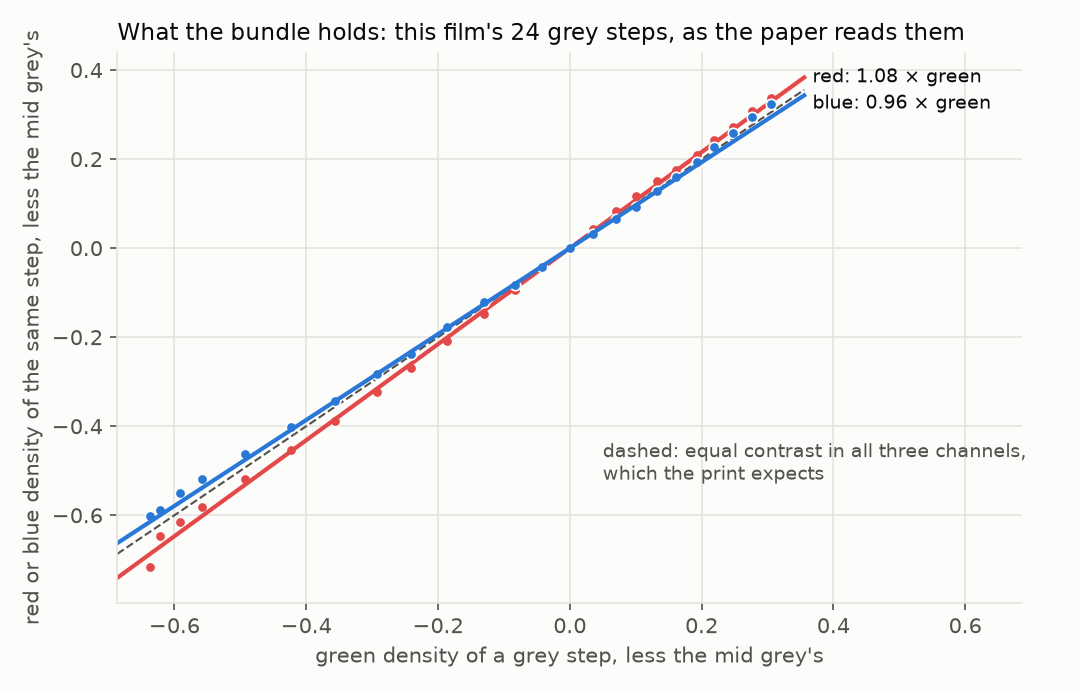 What the bundle holds: this film's 24 grey steps, as the paper reads them
red or blue density of the same step, less the mid grey's
0.4
0.2
0.0
−0.2
−0.4
−0.6
red: 1.08 × green
blue: 0.96 × green
dashed: equal contrast in all three channels,
which the print expects
−0.6
−0.4
−0.2
0.0
0.2
0.4
0.6
green density of a grey step, less the mid grey's